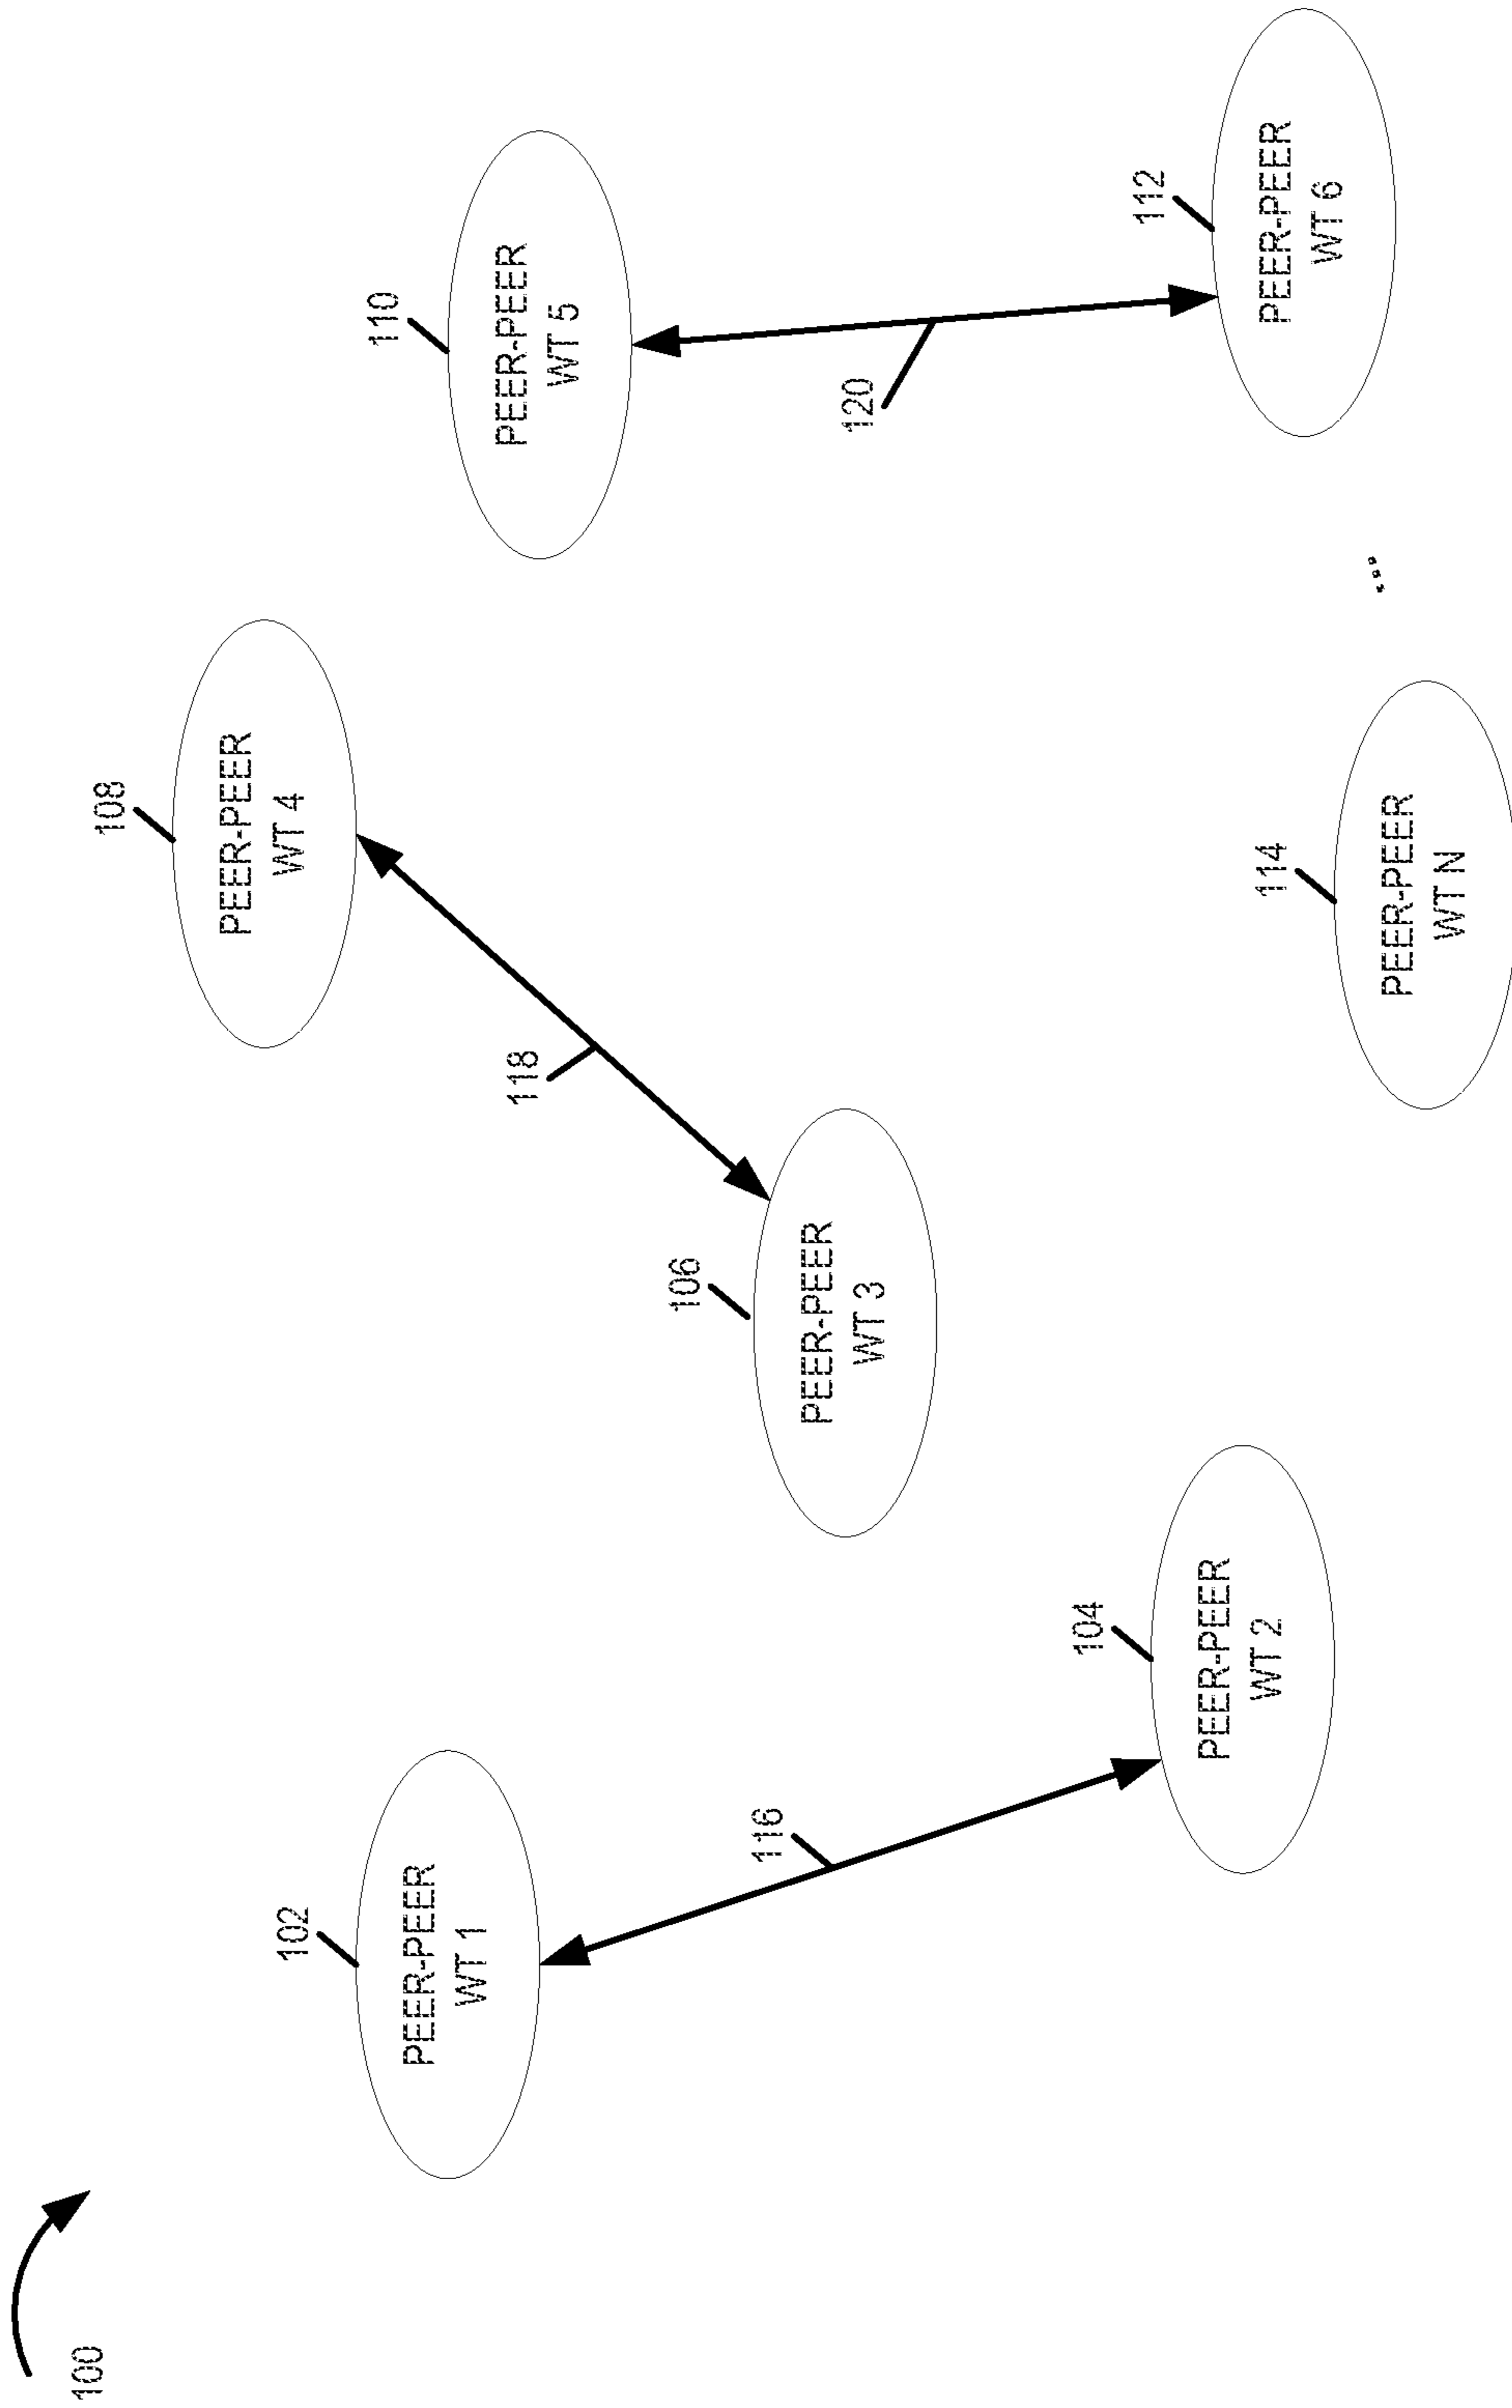 100
102
PEER-PEER
WT 1
116
104
PEER-PEER
WT 2
106
PEER-PEER
WT 3
118
108
PEER-PEER
WT 4
110
PEER-PEER
WT 5
120
112
PEER-PEER
WT 6
...
114
PEER-PEER
WT N